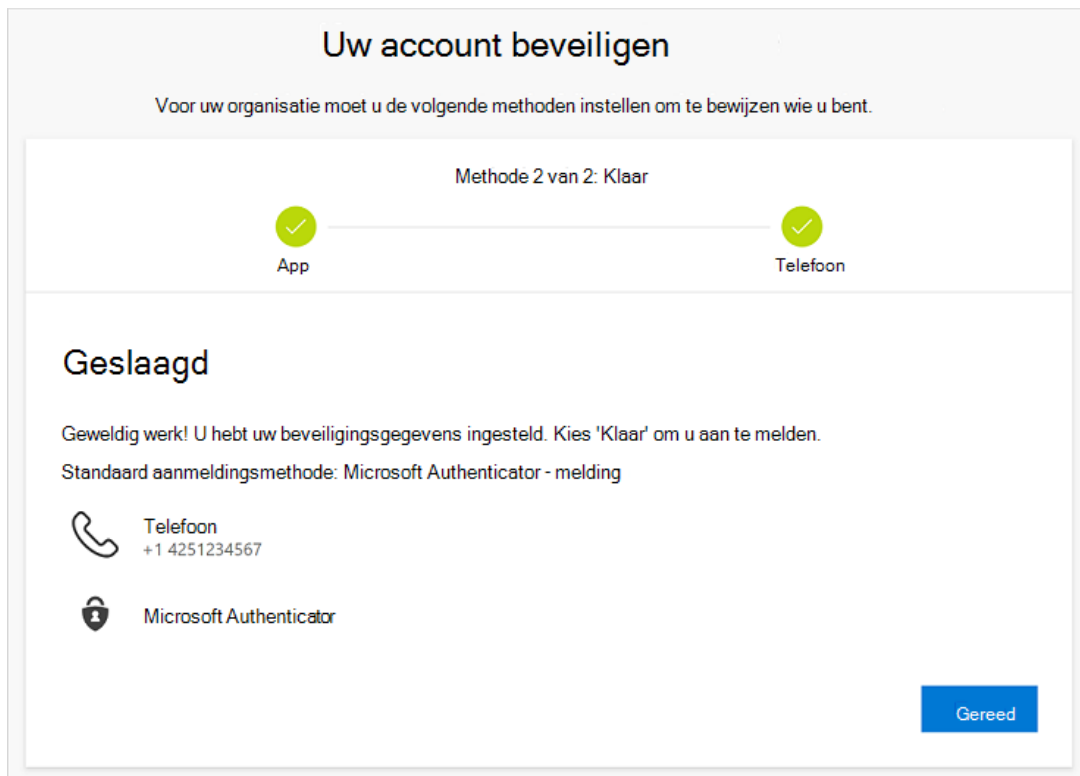 Uw account beveiligen
Voor uw organisatie moet u de volgende methoden instellen om te bewijzen wie u bent.
Methode 2 van 2: Klaar
App
Telefoon
Geslaagd
Geweldig werk! U hebt uw beveiligingsgegevens ingesteld. Kies 'Klaar' om u aan te melden.
Standaard aanmeldingsmethode: Microsoft Authenticator - melding
Telefoon
+1 4251234567
Microsoft Authenticator
Gereed